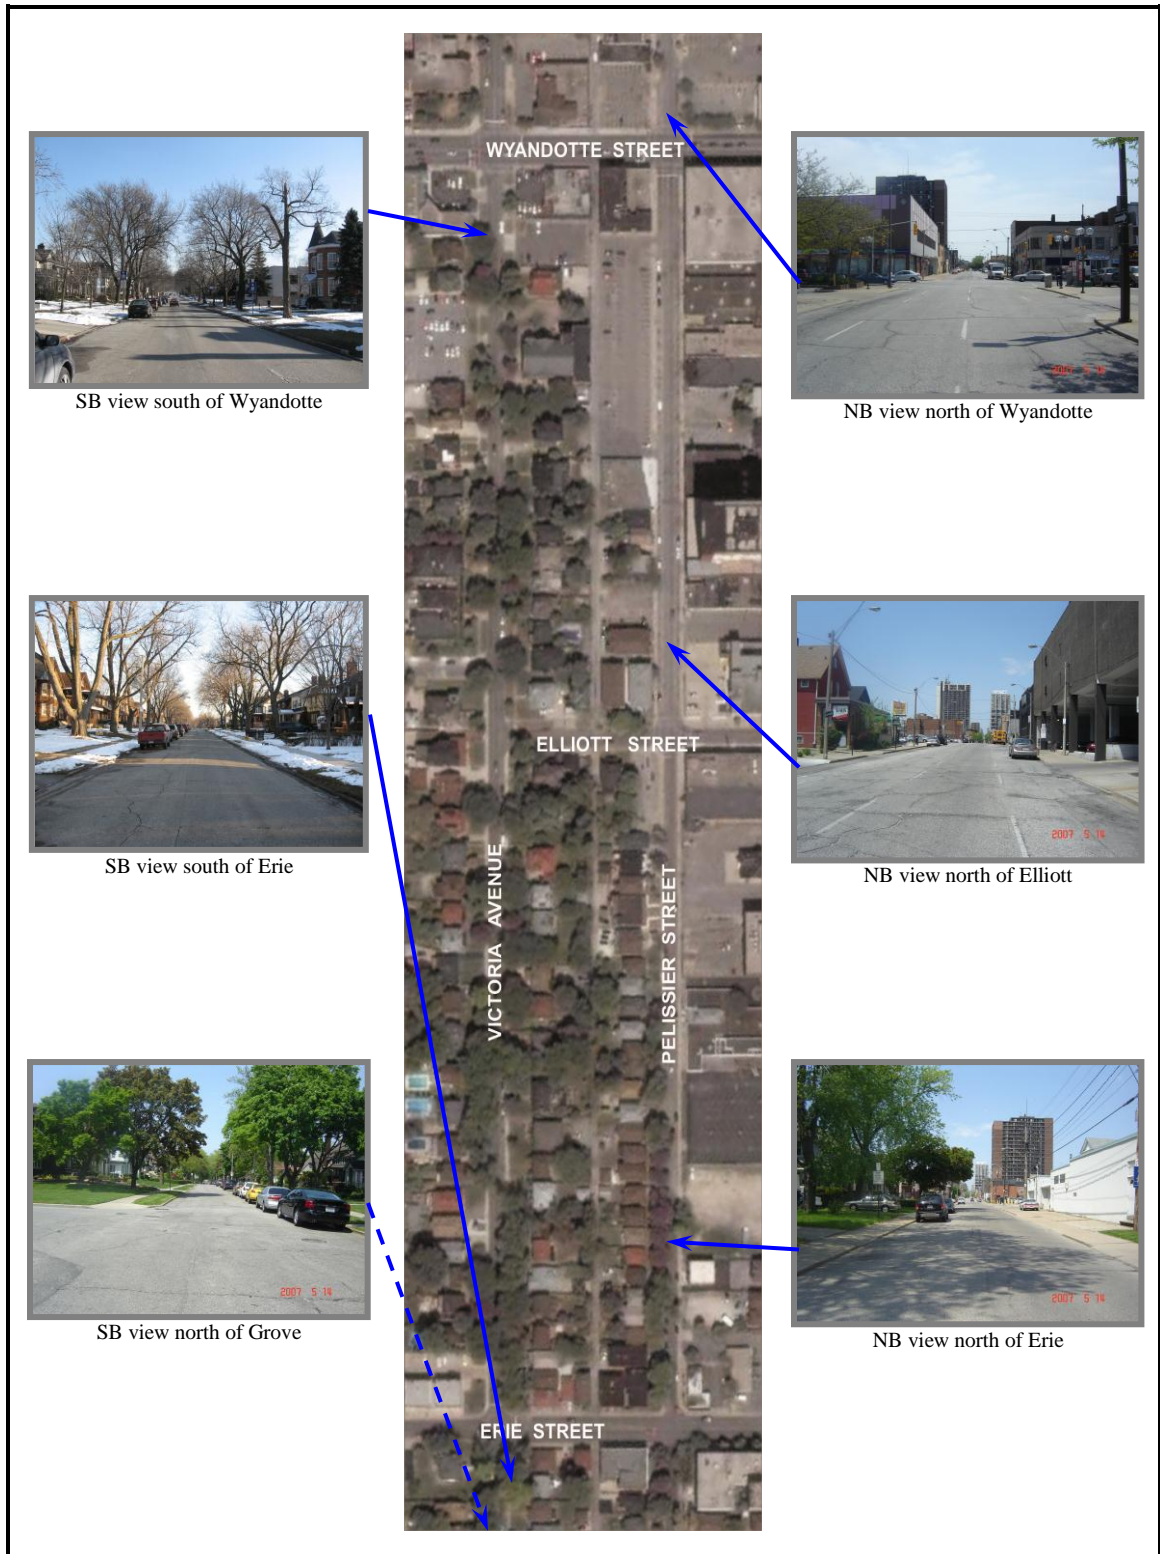 WYANDOTTE STREET
SB view south of Wyandotte
2007 5 14
NB view north of Wyandotte
ELLIOTT STREET
SB view south of Erie
2007 5 14
NB view north of Elliott
VICTORIA AVENUE
PELISSIER STREET
2007 5 14
SB view north of Grove
2007 5 14
NB view north of Erie
ERIE STREET